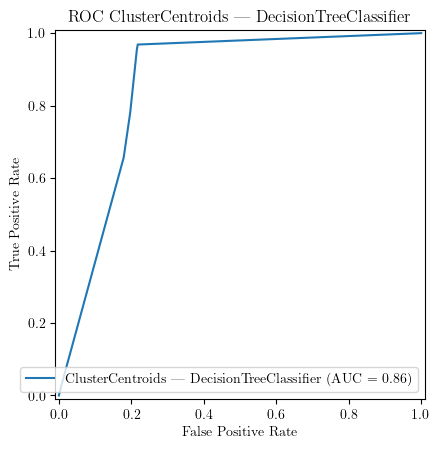 ROC ClusterCentroids — DecisionTreeClassifier
True Positive Rate
1.0
0.8
0.6
0.4
0.2
0.0
ClusterCentroids — DecisionTreeClassifier (AUC = 0.86)
0.0 0.2 0.4 0.6 0.8 1.0
False Positive Rate